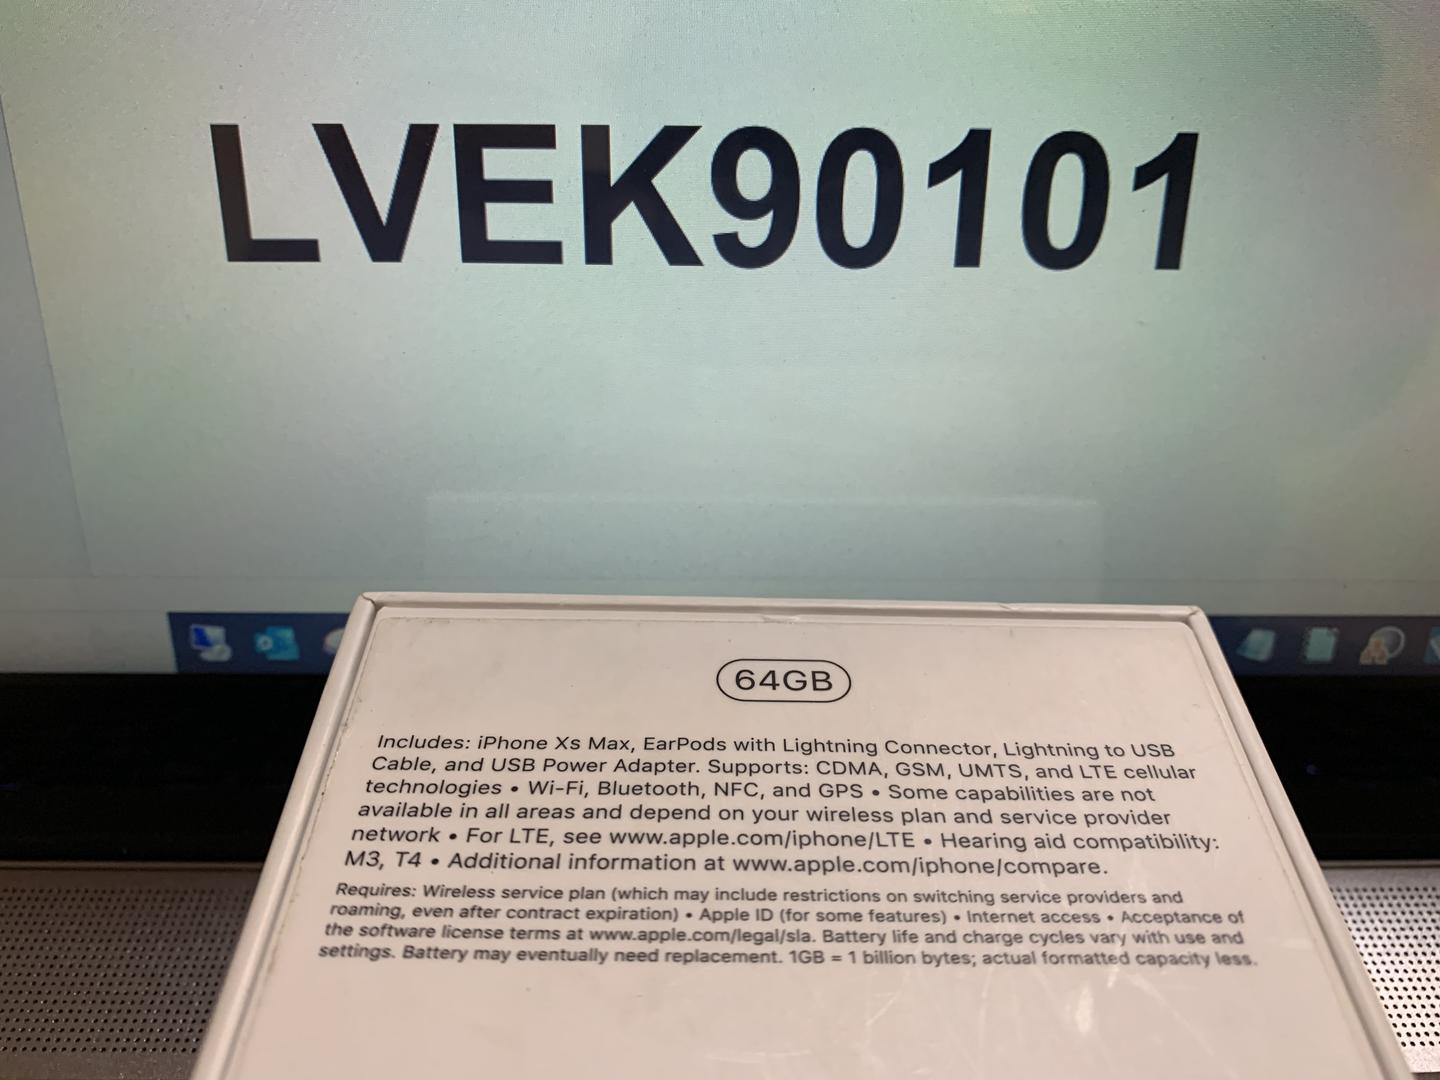 LVEK90101
64GB
Includes: iPhone Xs Max, EarPods with Lightning Connector, Lightning to USB
Cable, and USB Power Adapter. Supports: CDMA, GSM, UMTS, and LTE cellular
technologies • Wi-Fi, Bluetooth, NFC, and GPS • Some capabilities are not
available in all areas and depend on your wireless plan and service provider
network • For LTE, see www.apple.com/iphone/LTE • Hearing aid compatibility:
M3, T4 • Additional information at www.apple.com/iphone/compare.
Requires: Wireless service plan (which may include restrictions on switching service providers and
roaming, even after contract expiration) • Apple ID (for some features) • Internet access • Acceptance of
the software license terms at www.apple.com/legal/sla. Battery life and charge cycles vary with use and
settings. Battery may eventually need replacement. 1GB = 1 billion bytes; actual formatted capacity less.